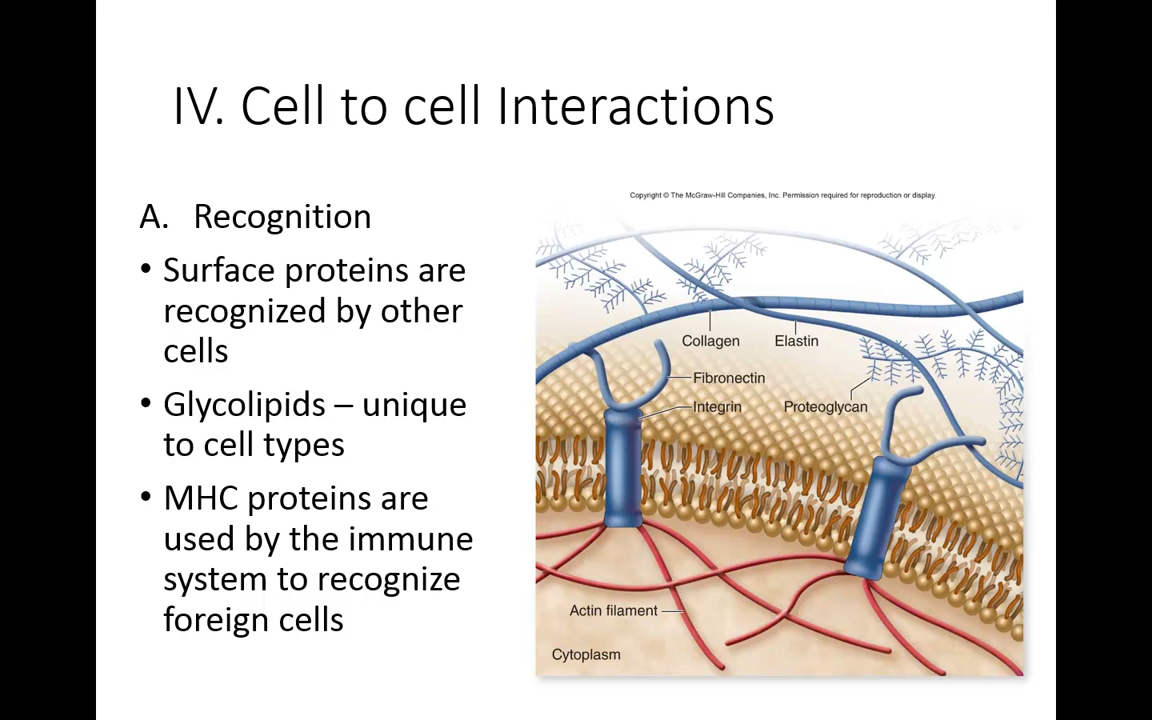 IV. Cell to cell Interactions
A. Recognition
• Surface proteins are
recognized by other
cells
• Glycolipids – unique
to cell types
• MHC proteins are
used by the immune
system to recognize
foreign cells
Copyright © The McGraw-Hill Companies, Inc. Permission required for reproduction or display.
Collagen
Elastin
Fibronectin
Integrin
Proteoglycan
Actin filament
Cytoplasm